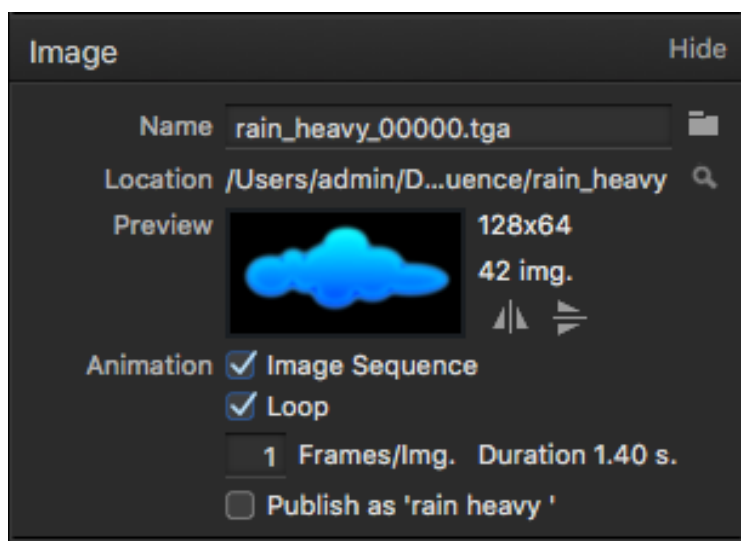 Image Hide
Name rain_heavy_00000.tga
Location /Users/admin/D...uence/rain_heavy
Preview 128x64
42 img.
Animation Image Sequence
Loop
1 Frames/Img. Duration 1.40 s.
Publish as 'rain heavy '